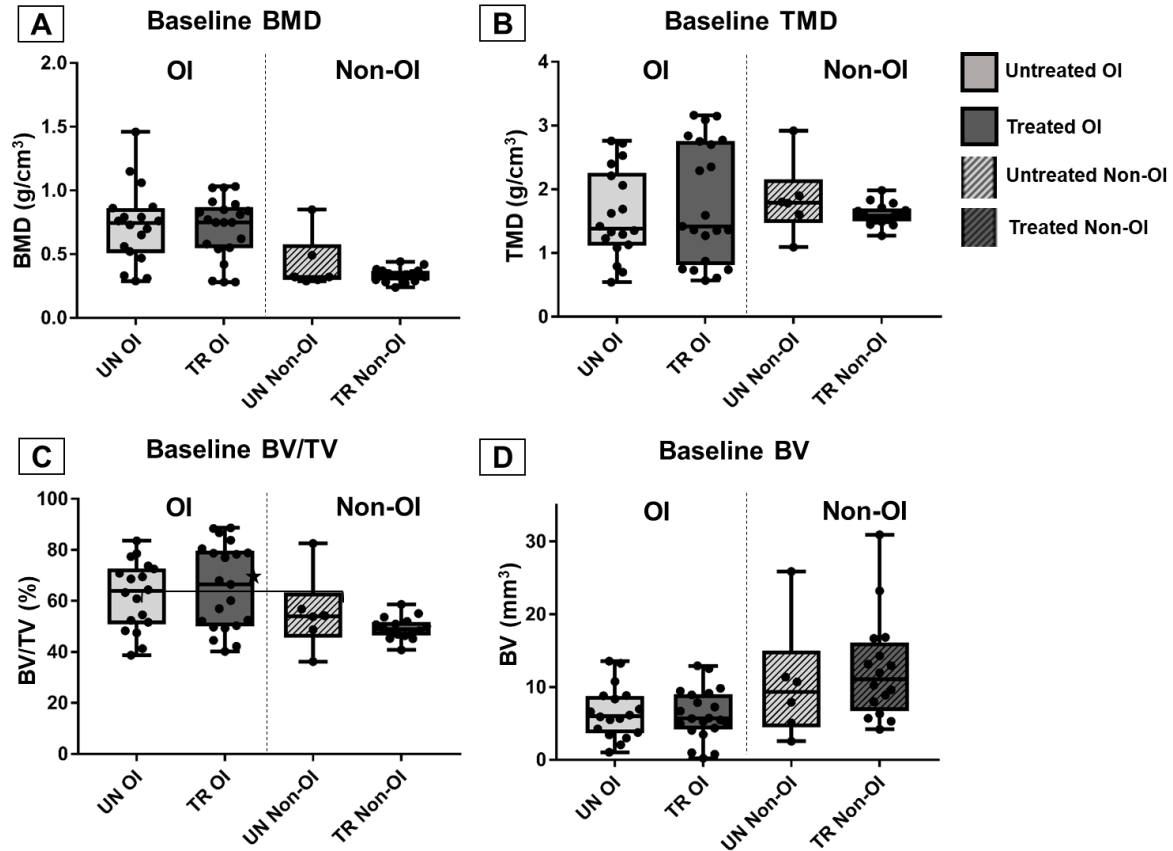 A
Baseline BMD
OI
Non-OI
BMD (g/cm³)
2.0
1.5
1.0
0.5
0.0
UN OI
TR OI
UN Non-OI
TR Non-OI
B
Baseline TMD
OI
Non-OI
TMD (g/cm³)
4
3
2
1
0
UN OI
TR OI
UN Non-OI
TR Non-OI
Untreated OI
Treated OI
Untreated Non-OI
Treated Non-OI
C
Baseline BV/TV
OI
Non-OI
BV/TV (%)
100
80
60
40
20
0
UN OI
TR OI
UN Non-OI
TR Non-OI
D
Baseline BV
OI
Non-OI
BV (mm³)
30
20
10
0
UN OI
TR OI
UN Non-OI
TR Non-OI